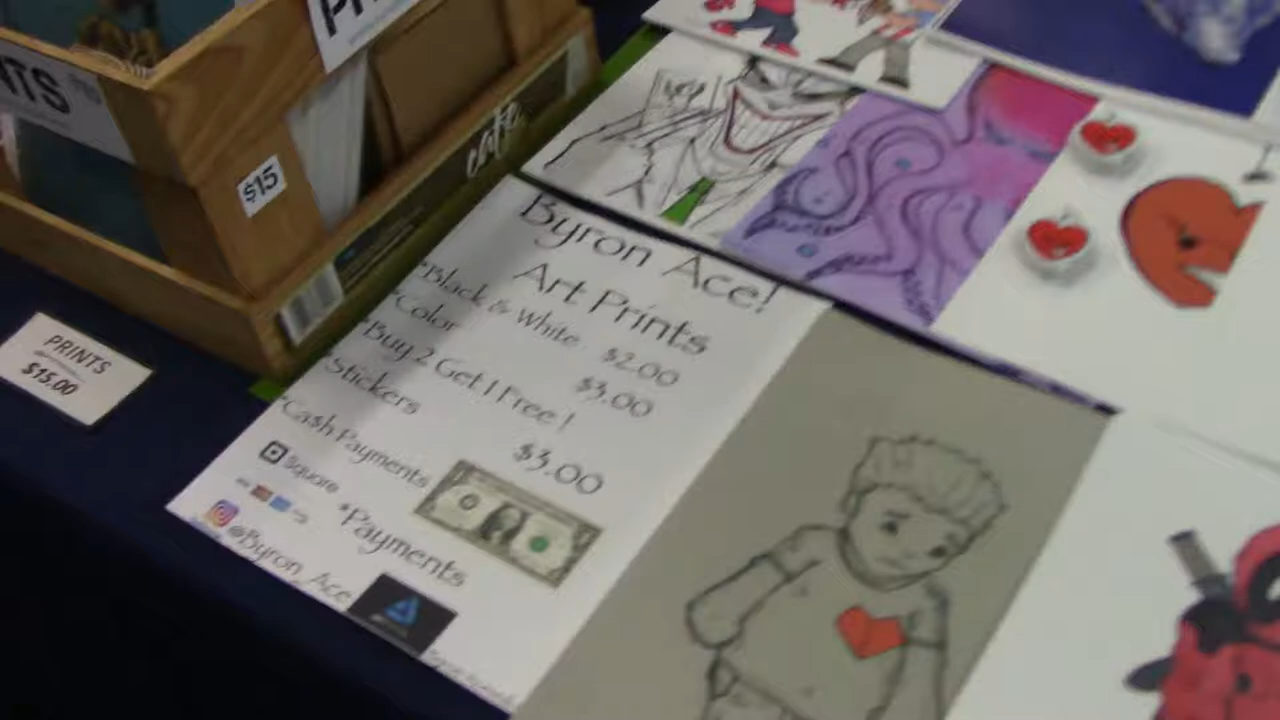 $15
café
PRINTS
$15.00
Byron Ace!
Art Prints
*Black & White $2.00
*Color $3.00
*Buy 2 Get 1 Free!
*Stickers $3.00
*Cash Payments
Square *Payments
@Byron_Ace